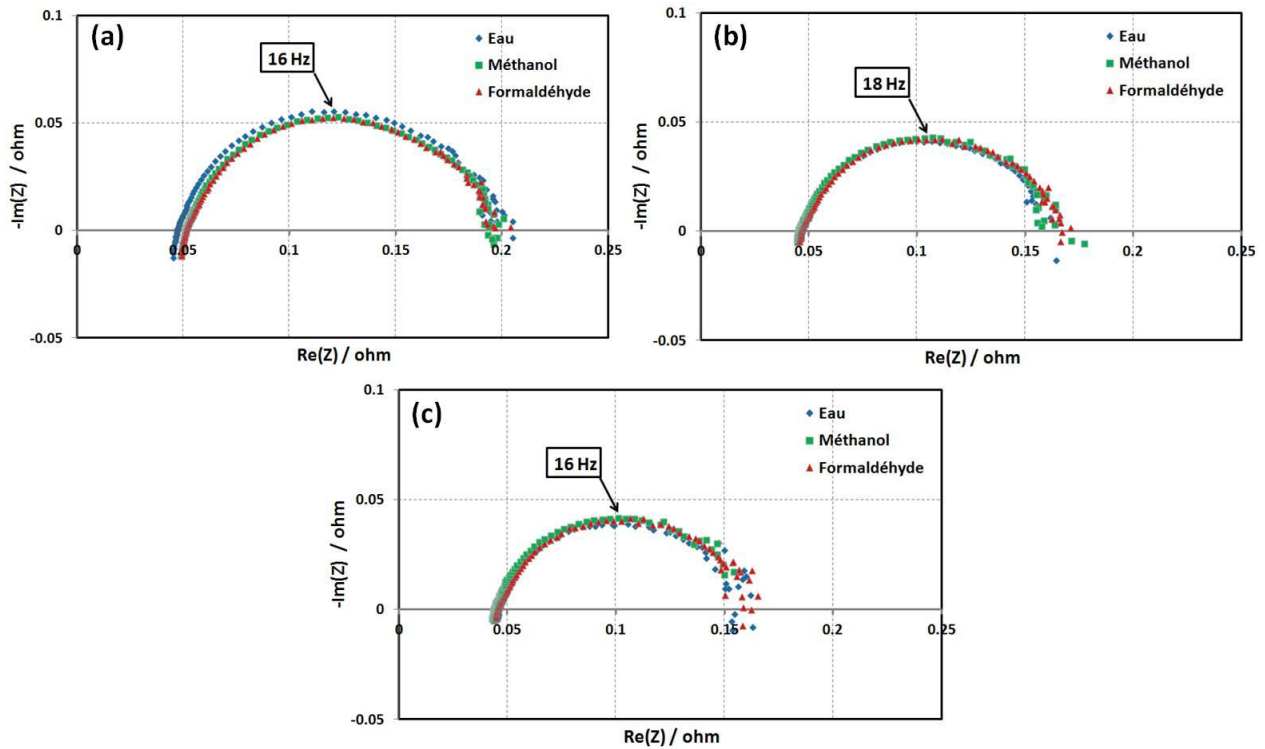 (a)
0.1
0.05
0
-0.05
-Im(Z) / ohm
16 Hz
Eau
Méthanol
Formaldéhyde
0.05
0.1
0.15
0.2
0.25
Re(Z) / ohm
(b)
0.1
0.05
0
-0.05
-Im(Z) / ohm
18 Hz
Eau
Méthanol
Formaldéhyde
0
0.05
0.1
0.15
0.2
0.25
Re(Z) / ohm
(c)
0.1
0.05
0
-0.05
-Im(Z) / ohm
16 Hz
Eau
Méthanol
Formaldéhyde
0
0.05
0.1
0.15
0.2
0.25
Re(Z) / ohm